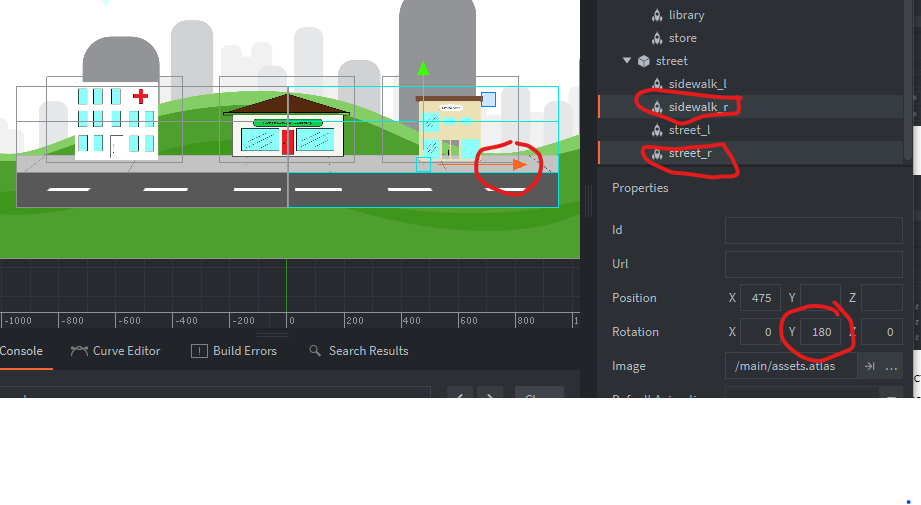 library
store
street
sidewalk_l
sidewalk_r
street_l
street_r
Properties
Id
Url
Position X 475 Y Z
Rotation X 0 Y 180 Z 0
Image /main/assets.atlas ...
-1000 -800 -600 -400 -200 0 200 400 600 800
Console Curve Editor Build Errors Search Results